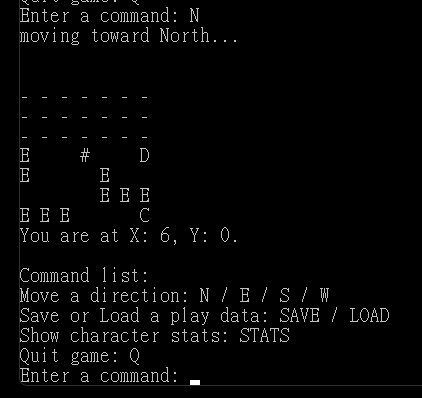 Quit game: Q
Enter a command: N
moving toward North...
- - - - - - -
- - - - - - -
- - - - - - -
E     #     D
E       E
        E E E
E E E       C
You are at X: 6, Y: 0.
Command list:
Move a direction: N / E / S / W
Save or Load a play data: SAVE / LOAD
Show character stats: STATS
Quit game: Q
Enter a command: